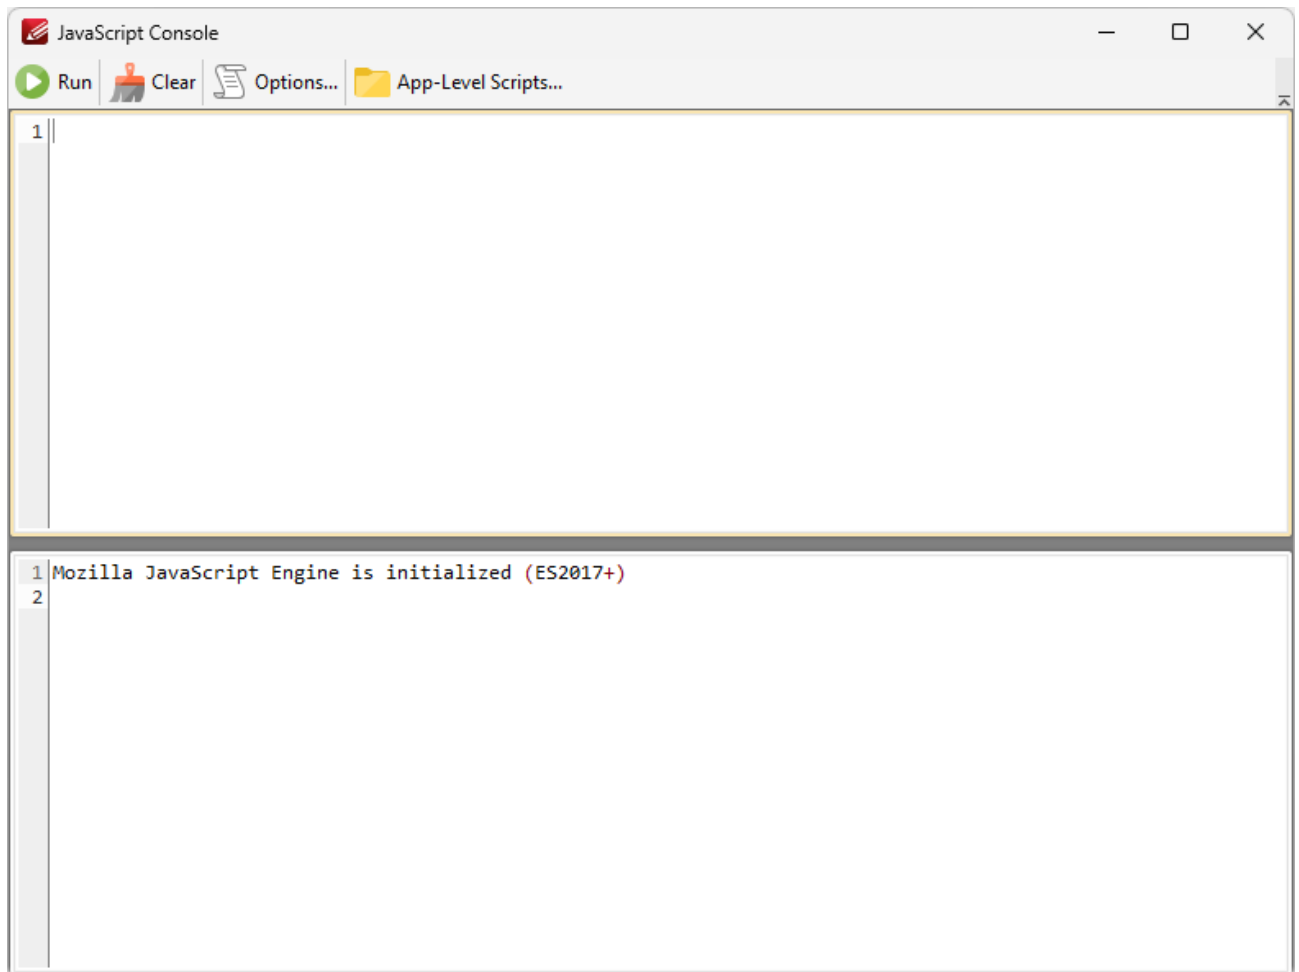 JavaScript Console
Run Clear Options... App-Level Scripts...
1
1 Mozilla JavaScript Engine is initialized (ES2017+)
2